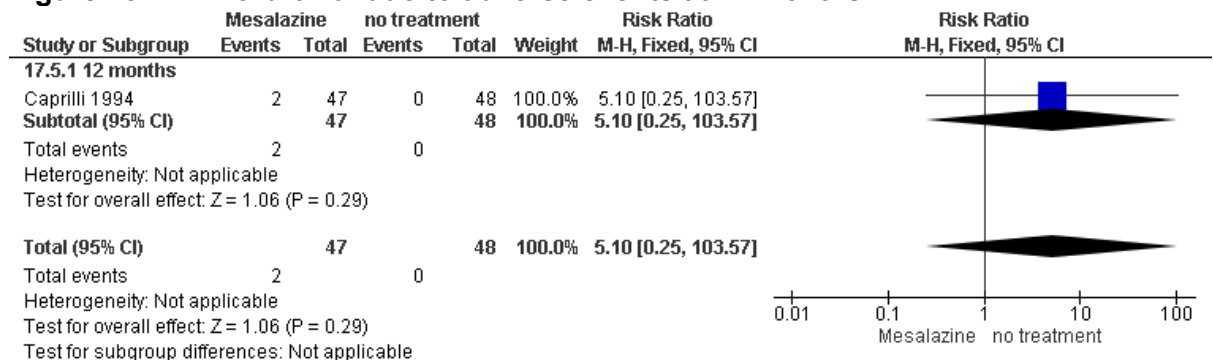 Mesalazine no treatment Risk Ratio Risk Ratio
Study or Subgroup Events Total Events Total Weight M-H, Fixed, 95% CI M-H, Fixed, 95% CI
17.5.1 12 months
Caprilli 1994 2 47 0 48 100.0% 5.10 [0.25, 103.57]
Subtotal (95% CI) 47 48 100.0% 5.10 [0.25, 103.57]
Total events 2 0
Heterogeneity: Not applicable
Test for overall effect: Z = 1.06 (P = 0.29)
Total (95% CI) 47 48 100.0% 5.10 [0.25, 103.57]
Total events 2 0
Heterogeneity: Not applicable
Test for overall effect: Z = 1.06 (P = 0.29)
Test for subgroup differences: Not applicable
0.01 0.1 1 10 100
Mesalazine no treatment